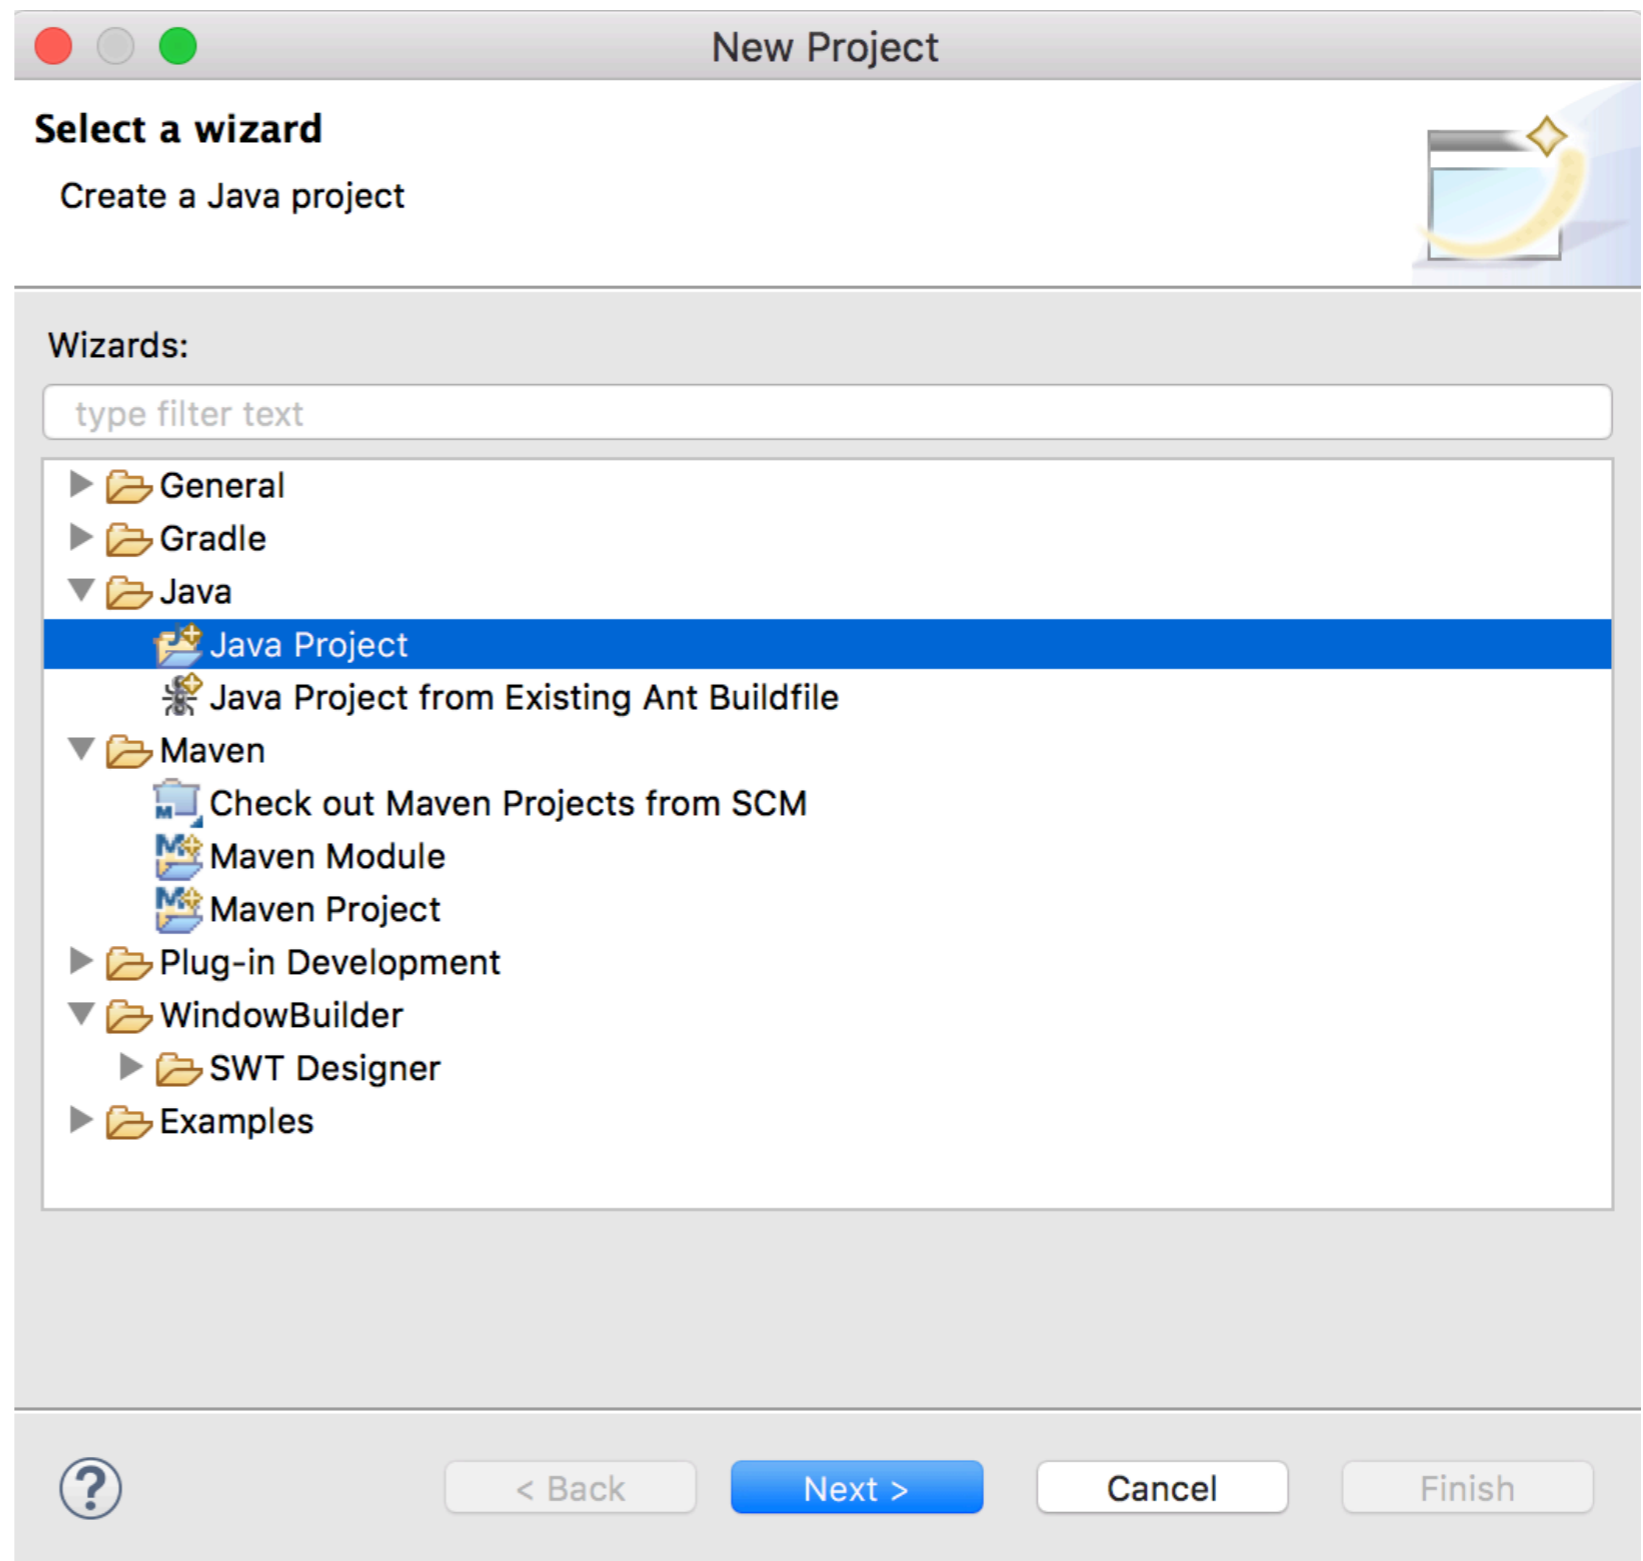 New Project
Select a wizard
Create a Java project
Wizards:
type filter text
General
Gradle
Java
Java Project
Java Project from Existing Ant Buildfile
Maven
Check out Maven Projects from SCM
Maven Module
Maven Project
Plug-in Development
WindowBuilder
SWT Designer
Examples
? < Back Next > Cancel Finish